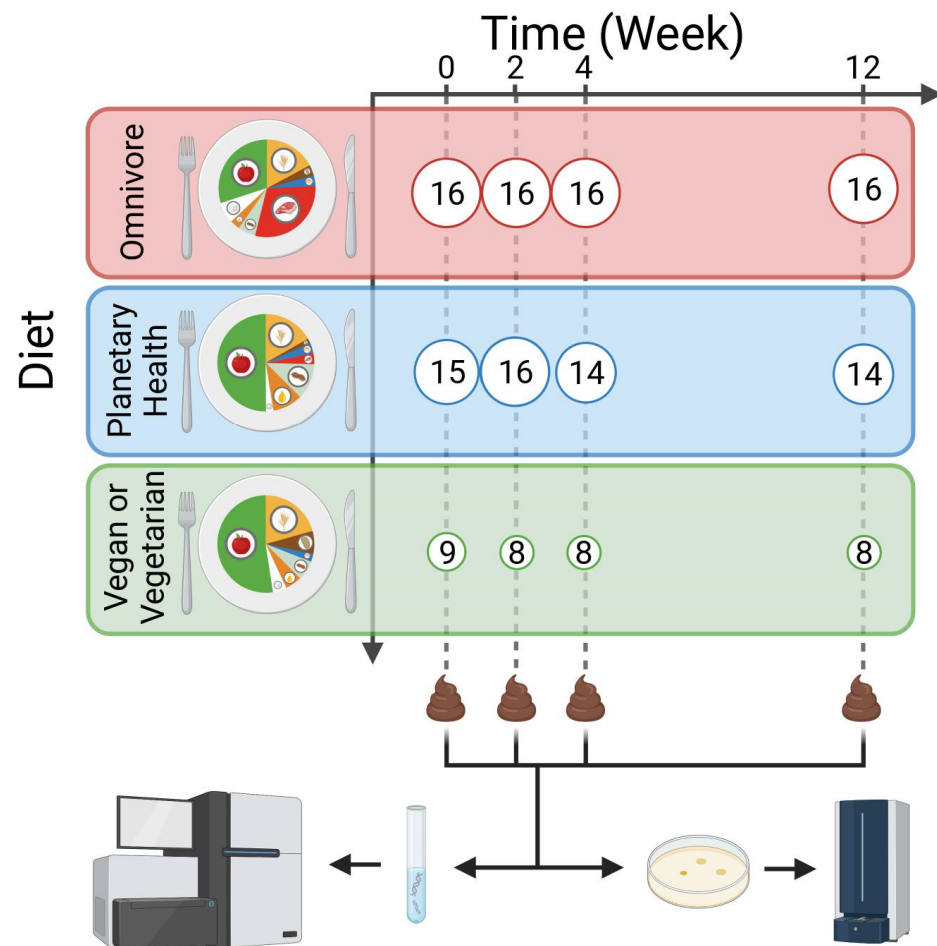 Time (Week)
0 2 4 12
Diet
Omnivore
16 16 16 16
Planetary
Health
15 16 14 14
Vegan or
Vegetarian
9 8 8 8